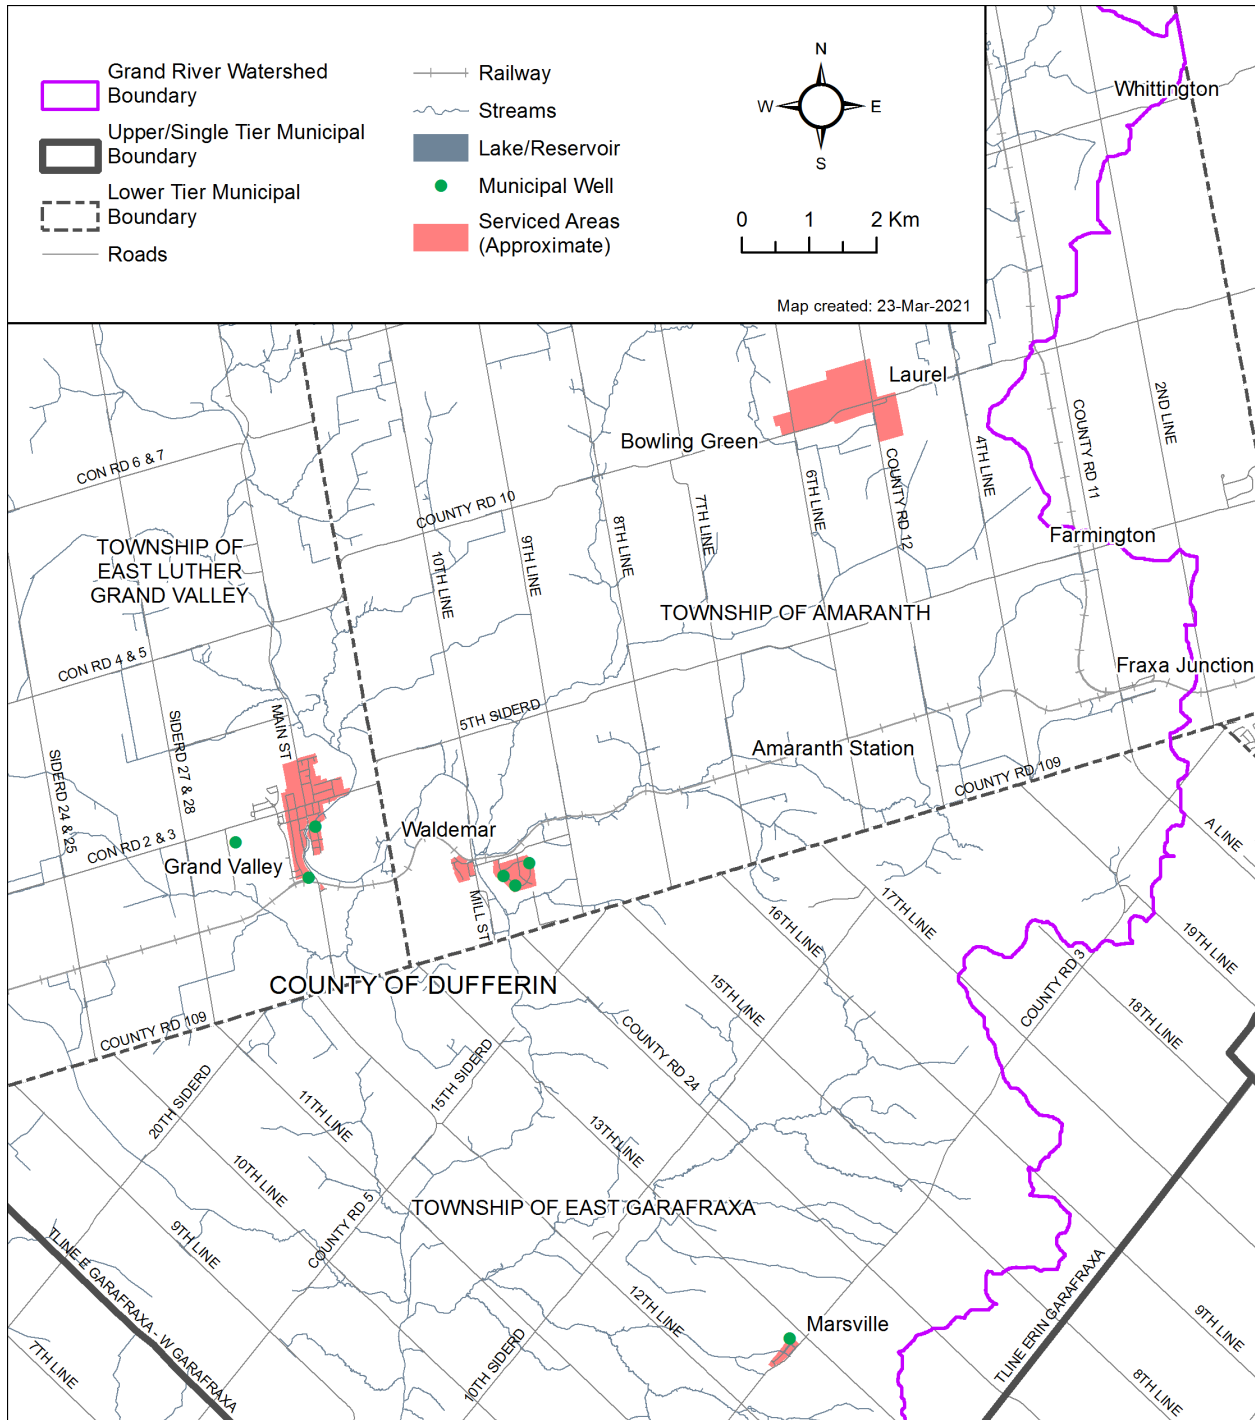 Grand River Watershed
Boundary
Upper/Single Tier Municipal
Boundary
Lower Tier Municipal
Boundary
Roads
Railway
Streams
Lake/Reservoir
Municipal Well
Serviced Areas
(Approximate)
N
W
E
S
0 1 2 Km
Map created: 23-Mar-2021
Whittington
Laurel
Bowling Green
2ND LINE
COUNTY RD 11
4TH LINE
COUNTY RD 12
6TH LINE
7TH LINE
8TH LINE
9TH LINE
10TH LINE
CON RD 6 & 7
COUNTY RD 10
Farmington
TOWNSHIP OF
EAST LUTHER
GRAND VALLEY
TOWNSHIP OF AMARANTH
CON RD 4 & 5
Fraxa Junction
5TH SIDERD
MAIN ST
SIDERD 27 & 28
SIDERD 24 & 25
Amaranth Station
COUNTY RD 109
Waldemar
CON RD 2 & 3
Grand Valley
MILL ST
A LINE
17TH LINE
16TH LINE
19TH LINE
COUNTY OF DUFFERIN
15TH LINE
COUNTY RD 3
18TH LINE
COUNTY RD 109
COUNTY RD 24
20TH SIDERD
15TH SIDERD
11TH LINE
13TH LINE
10TH LINE
TOWNSHIP OF EAST GARAFRAXA
9TH LINE
COUNTY RD 5
TLINE E GARAFRAXA - W GARAFRAXA
12TH LINE
Marsville
TLINE ERIN GARAFRAXA
9TH LINE
7TH LINE
10TH SIDERD
8TH LINE